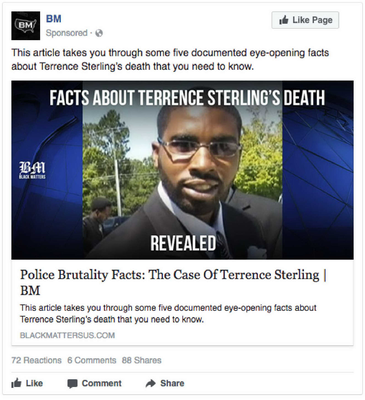 BM
BM
Sponsored ·
Like Page
This article takes you through some five documented eye-opening facts
about Terrence Sterling's death that you need to know.
FACTS ABOUT TERRENCE STERLING'S DEATH
BM
BLACK MATTERS
REVEALED
Police Brutality Facts: The Case Of Terrence Sterling |
BM
This article takes you through some five documented eye-opening facts about
Terrence Sterling's death that you need to know.
BLACKMATTERSUS.COM
72 Reactions 6 Comments 88 Shares
Like Comment Share